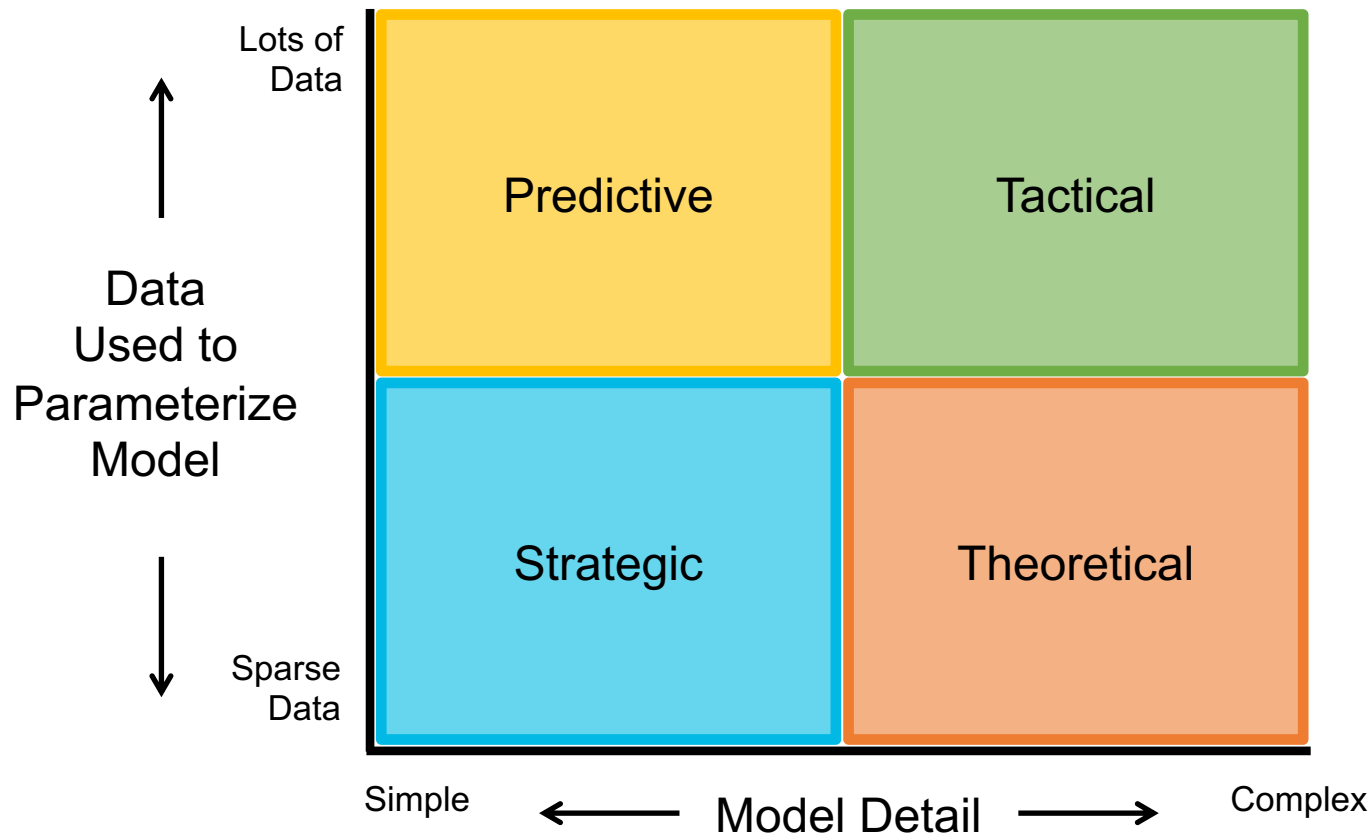 Lots of
Data
Predictive
Tactical
Data
Used to
Parameterize
Model
Strategic
Theoretical
Sparse
Data
Simple
Model Detail
Complex